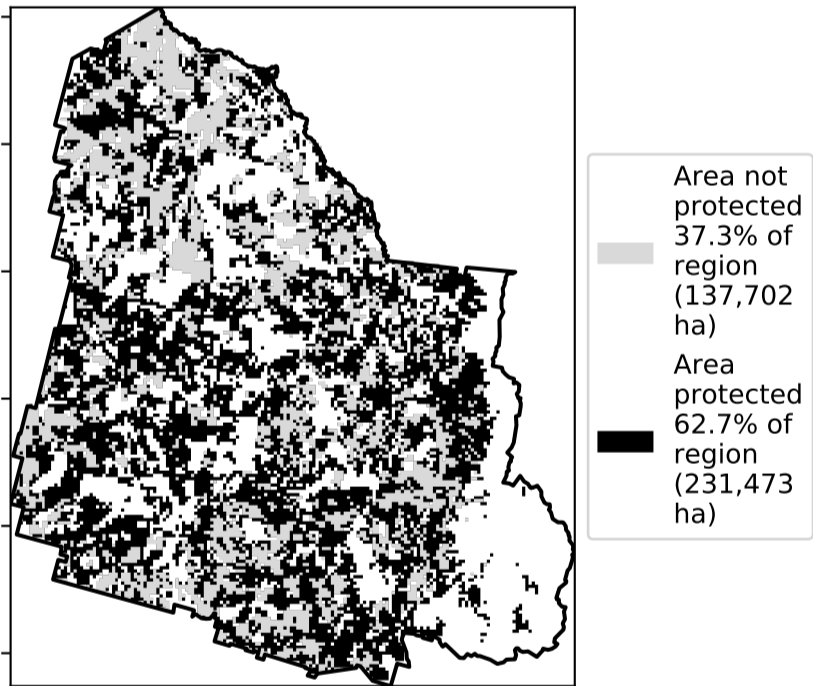 Area not
protected
37.3% of
region
(137,702
ha)
Area
protected
62.7% of
region
(231,473
ha)